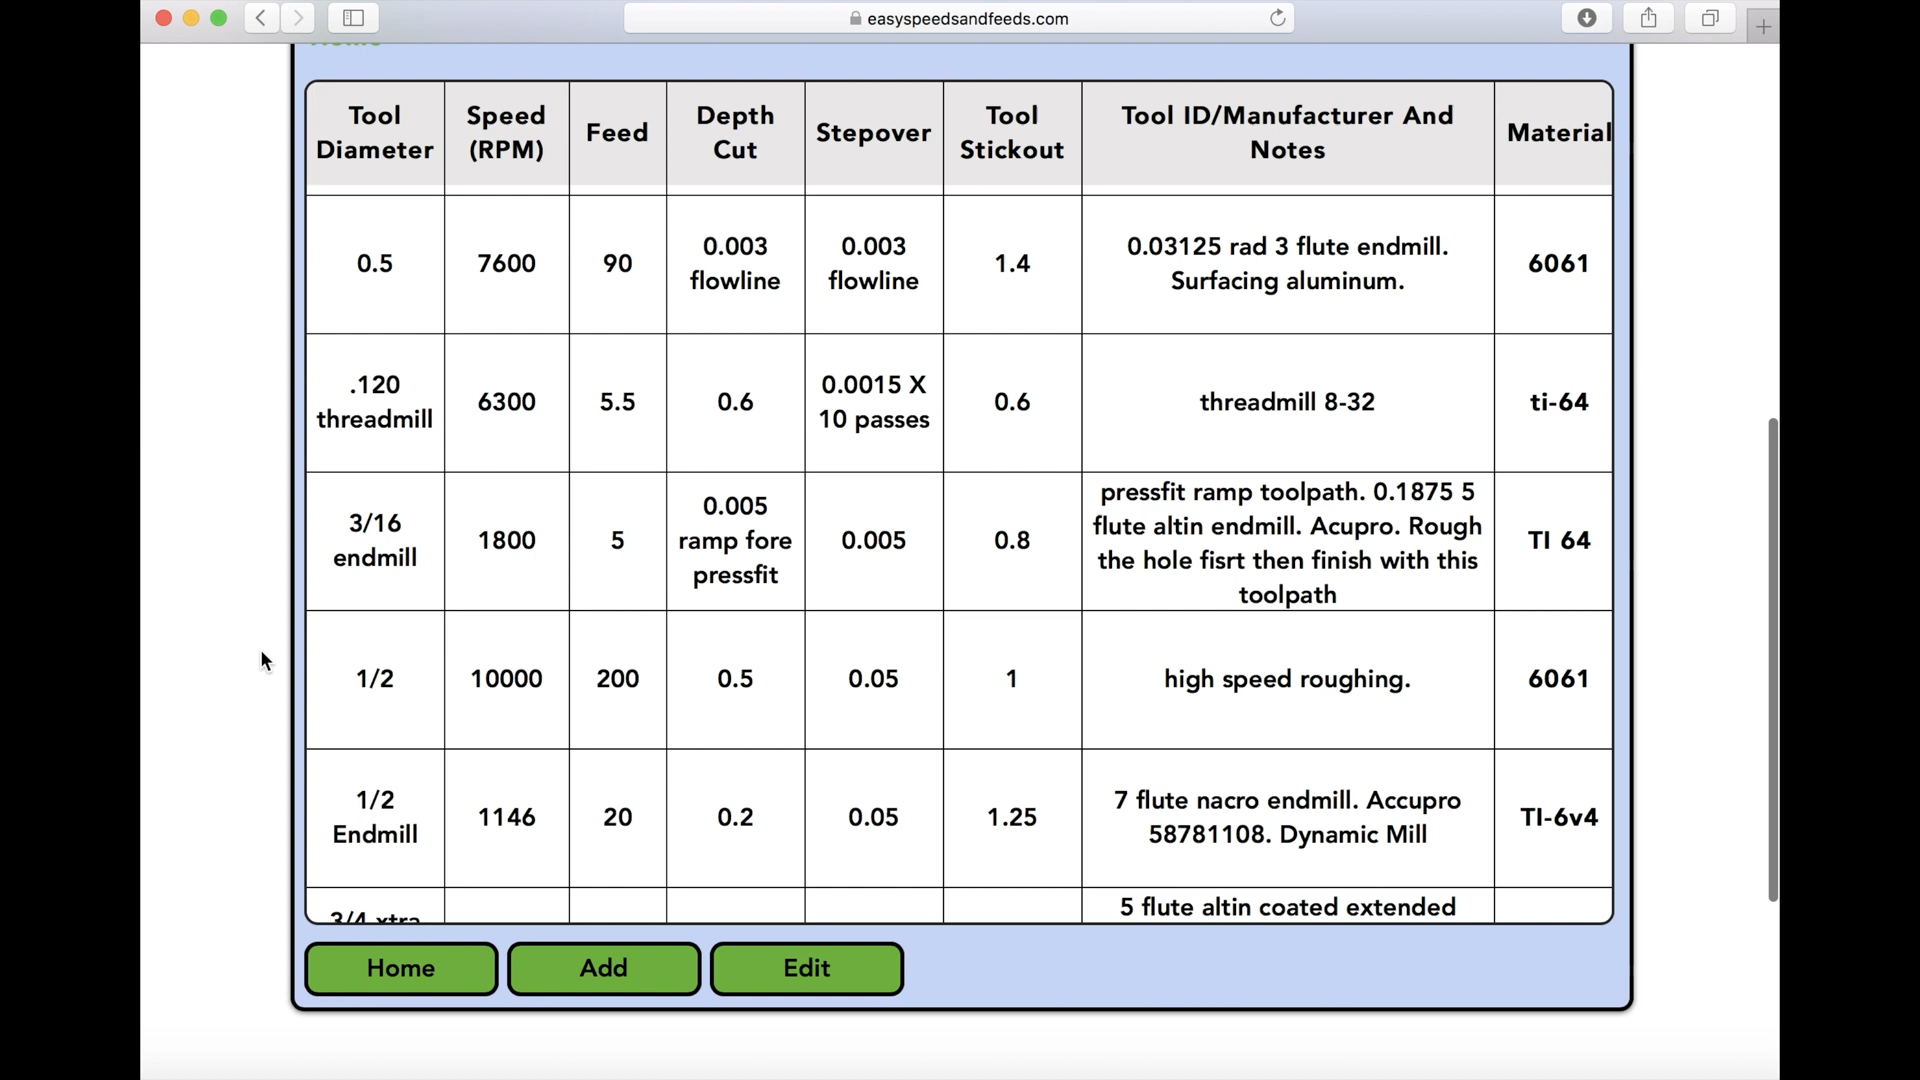 easyspeedsandfeeds.com
Home
Tool Diameter
Speed (RPM)
Feed
Depth Cut
Stepover
Tool Stickout
Tool ID/Manufacturer And Notes
Material
0.5
7600
90
0.003 flowline
0.003 flowline
1.4
0.03125 rad 3 flute endmill.
Surfacing aluminum.
6061
.120 threadmill
6300
5.5
0.6
0.0015 X 10 passes
0.6
threadmill 8-32
ti-64
3/16 endmill
1800
5
0.005 ramp fore pressfit
0.005
0.8
pressfit ramp toolpath. 0.1875 5
flute altin endmill. Acupro. Rough
the hole fisrt then finish with this
toolpath
TI 64
1/2
10000
200
0.5
0.05
1
high speed roughing.
6061
1/2 Endmill
1146
20
0.2
0.05
1.25
7 flute nacro endmill. Accupro
58781108. Dynamic Mill
TI-6v4
3/4 xtra
5 flute altin coated extended
Home
Add
Edit